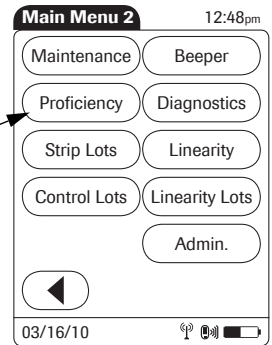 Main Menu 2 12:48pm
Maintenance Beeper
Proficiency Diagnostics
Strip Lots Linearity
Control Lots Linearity Lots
Admin.
03/16/10